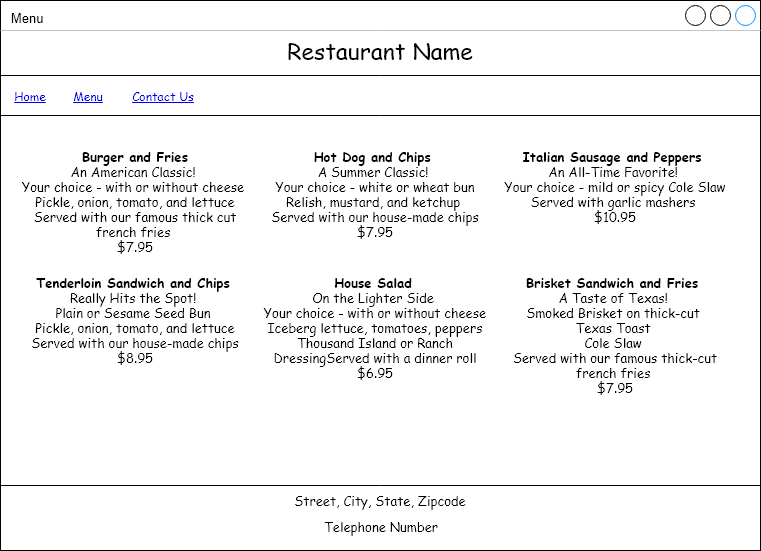 Menu
Restaurant Name
Home Menu Contact Us
Burger and Fries
An American Classic!
Your choice - with or without cheese
Pickle, onion, tomato, and lettuce
Served with our famous thick cut
french fries
$7.95
Hot Dog and Chips
A Summer Classic!
Your choice - white or wheat bun
Relish, mustard, and ketchup
Served with our house-made chips
$7.95
Italian Sausage and Peppers
An All-Time Favorite!
Your choice - mild or spicy Cole Slaw
Served with garlic mashers
$10.95
Tenderloin Sandwich and Chips
Really Hits the Spot!
Plain or Sesame Seed Bun
Pickle, onion, tomato, and lettuce
Served with our house-made chips
$8.95
House Salad
On the Lighter Side
Your choice - with or without cheese
Iceberg lettuce, tomatoes, peppers
Thousand Island or Ranch
DressingServed with a dinner roll
$6.95
Brisket Sandwich and Fries
A Taste of Texas!
Smoked Brisket on thick-cut
Texas Toast
Cole Slaw
Served with our famous thick-cut
french fries
$7.95
Street, City, State, Zipcode
Telephone Number